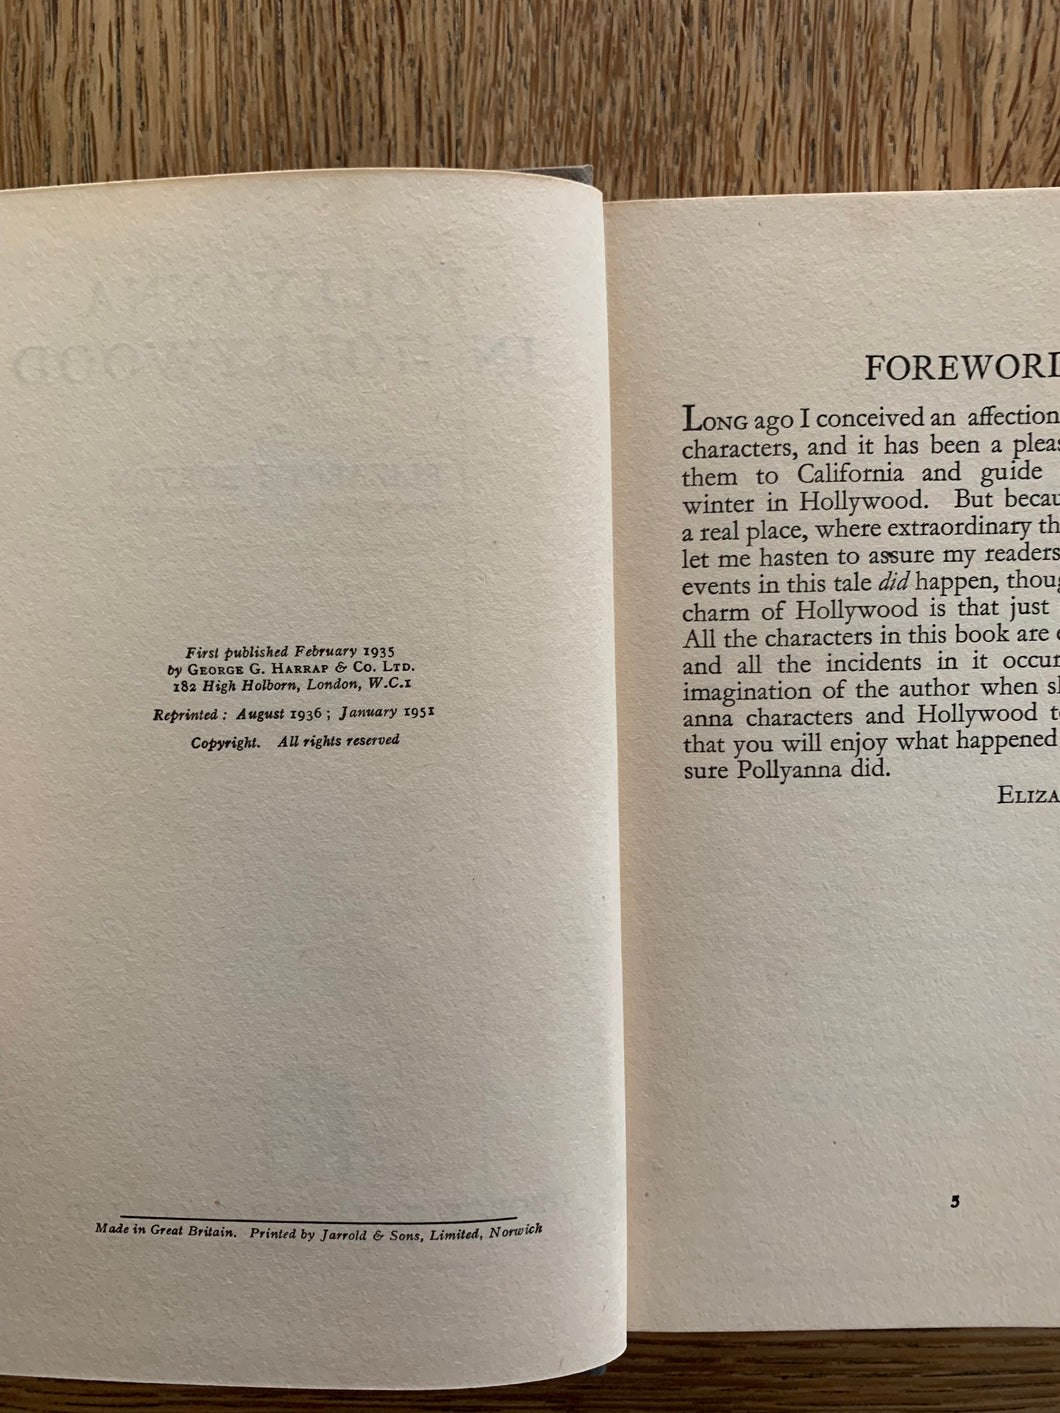 First published February 1935
by GEORGE G. HARRAP & CO. LTD.
182 High Holborn, London, W.C.1
Reprinted: August 1936; January 1951
Copyright. All rights reserved
Made in Great Britain. Printed by Jarrold & Sons, Limited, Norwich
FOREWORD
LONG ago I conceived an affection
characters, and it has been a pleas
them to California and guide
winter in Hollywood. But becau
a real place, where extraordinary th
let me hasten to assure my readers
events in this tale did happen, thoug
charm of Hollywood is that just
All the characters in this book are
and all the incidents in it occur
imagination of the author when sh
anna characters and Hollywood t
that you will enjoy what happened
sure Pollyanna did.
ELIZA
5